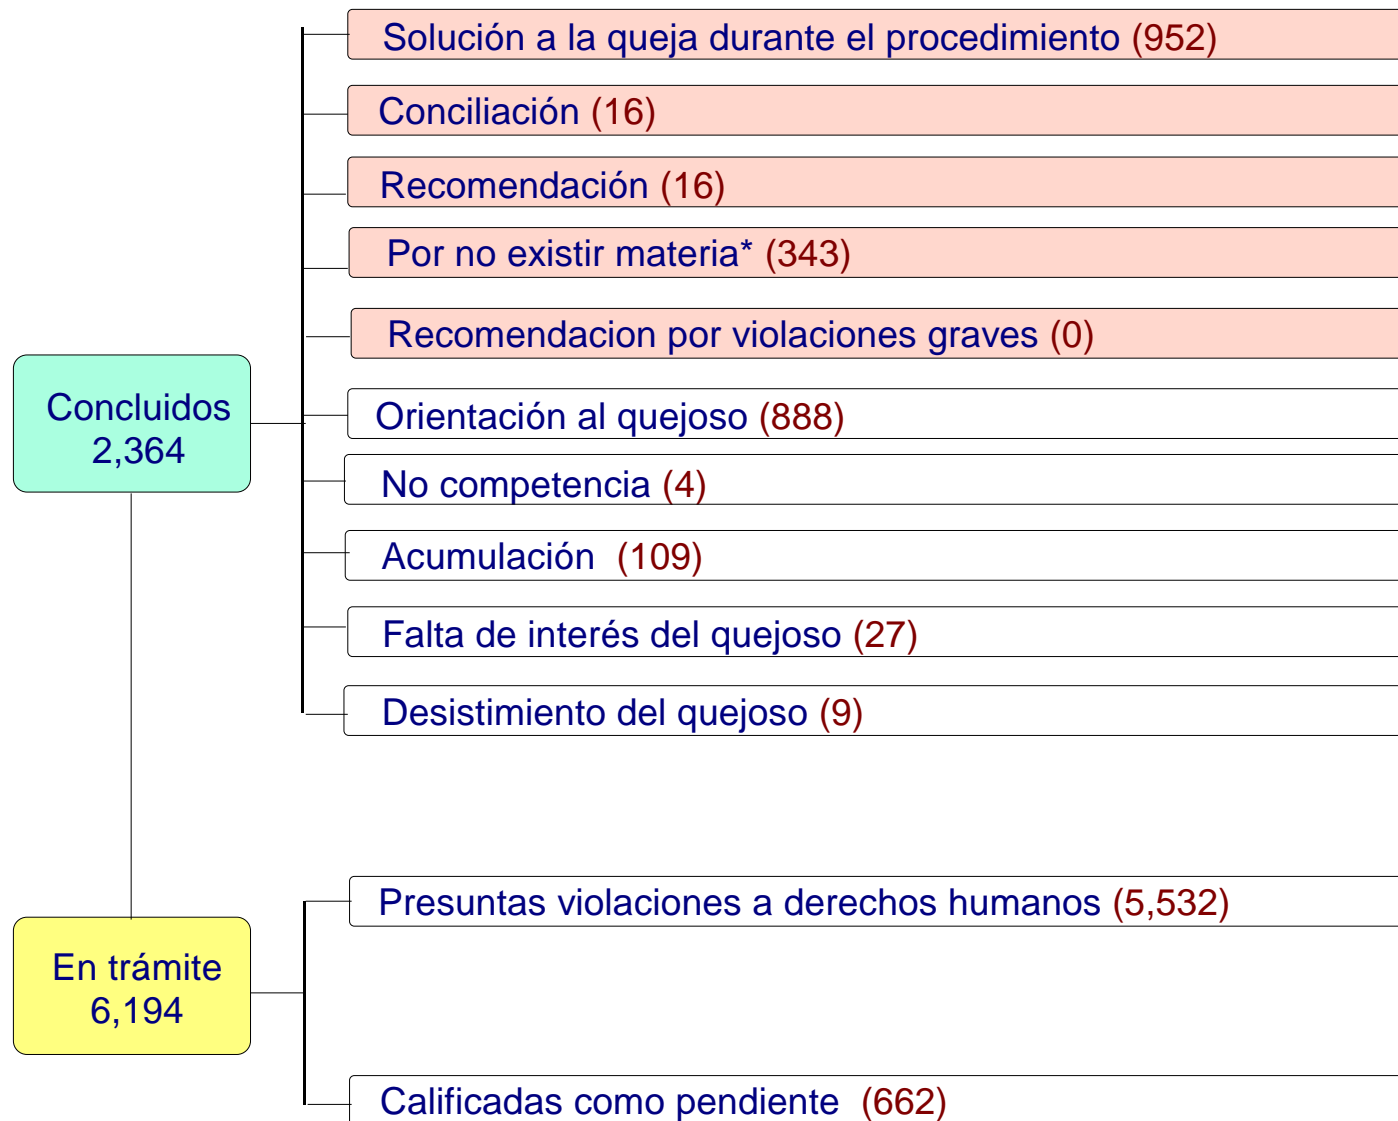 Solución a la queja durante el procedimiento (952)
Conciliación (16)
Recomendación (16)
Por no existir materia* (343)
Recomendacion por violaciones graves (0)
Concluidos
2,364
Orientación al quejoso (888)
No competencia (4)
Acumulación (109)
Falta de interés del quejoso (27)
Desistimiento del quejoso (9)
Presuntas violaciones a derechos humanos (5,532)
En trámite
6,194
Calificadas como pendiente (662)